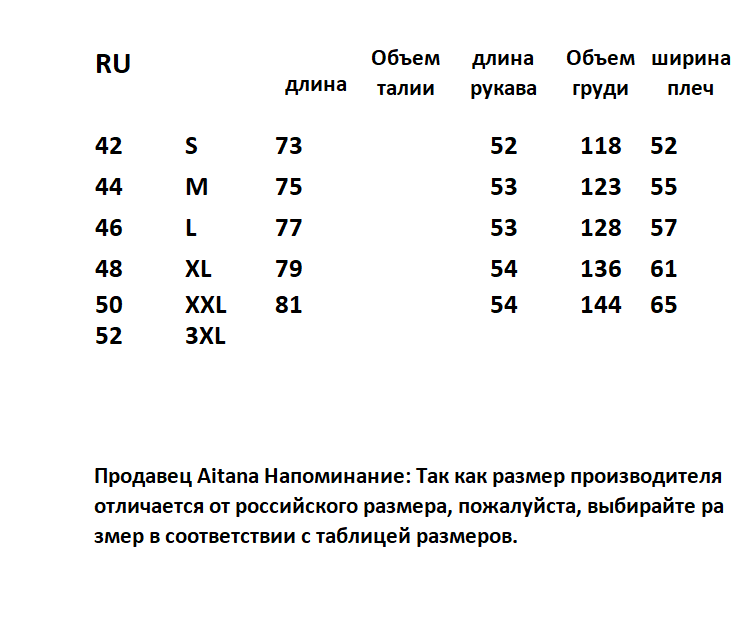 RU длина Объем талии длина рукава Объем груди ширина плеч
42 S 73 52 118 52
44 M 75 53 123 55
46 L 77 53 128 57
48 XL 79 54 136 61
50 XXL 81 54 144 65
52 3XL
Продавец Aitana Напоминание: Так как размер производителя
отличается от российского размера, пожалуйста, выбирайте ра
змер в соответствии с таблицей размеров.